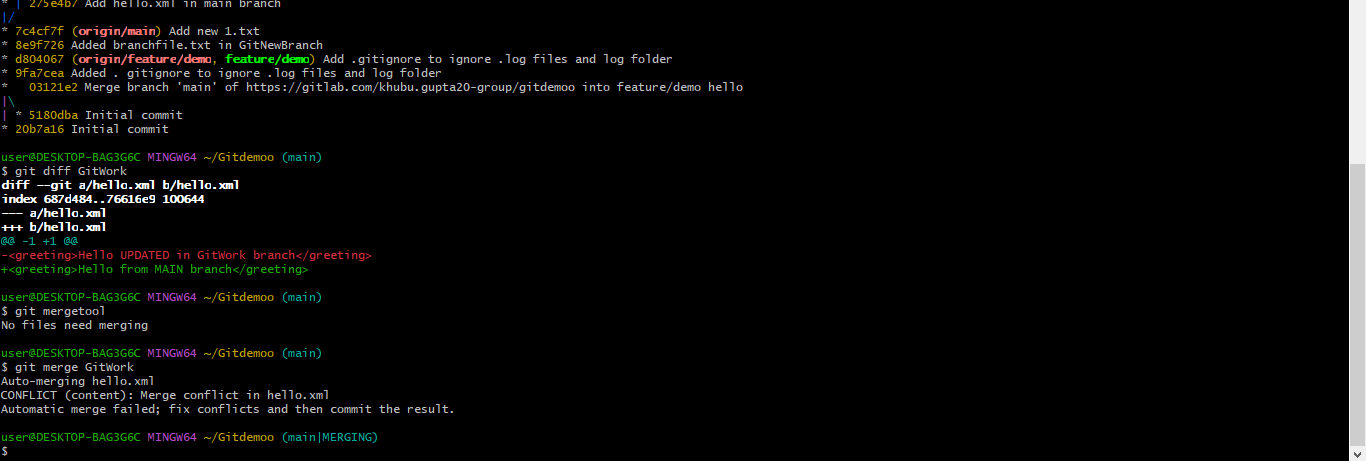 * | 275e4b7 Add hello.xml in main branch
|/
* 7c4cf7f (origin/main) Add new 1.txt
* 8e9f726 Added branchfile.txt in GitNewBranch
* d804067 (origin/feature/demo, feature/demo) Add .gitignore to ignore .log files and log folder
* 9fa7cea Added . gitignore to ignore .log files and log folder
*   03121e2 Merge branch 'main' of https://gitlab.com/khubu.gupta20-group/gitdemoo into feature/demo hello
|\
| * 5180dba Initial commit
* 20b7a16 Initial commit
user@DESKTOP-BAG3G6C MINGW64 ~/Gitdemoo (main)
$ git diff GitWork
diff --git a/hello.xml b/hello.xml
index 687d484..76616e9 100644
--- a/hello.xml
+++ b/hello.xml
@@ -1 +1 @@
-<greeting>Hello UPDATED in GitWork branch</greeting>
+<greeting>Hello from MAIN branch</greeting>
user@DESKTOP-BAG3G6C MINGW64 ~/Gitdemoo (main)
$ git mergetool
No files need merging
user@DESKTOP-BAG3G6C MINGW64 ~/Gitdemoo (main)
$ git merge GitWork
Auto-merging hello.xml
CONFLICT (content): Merge conflict in hello.xml
Automatic merge failed; fix conflicts and then commit the result.
user@DESKTOP-BAG3G6C MINGW64 ~/Gitdemoo (main|MERGING)
$